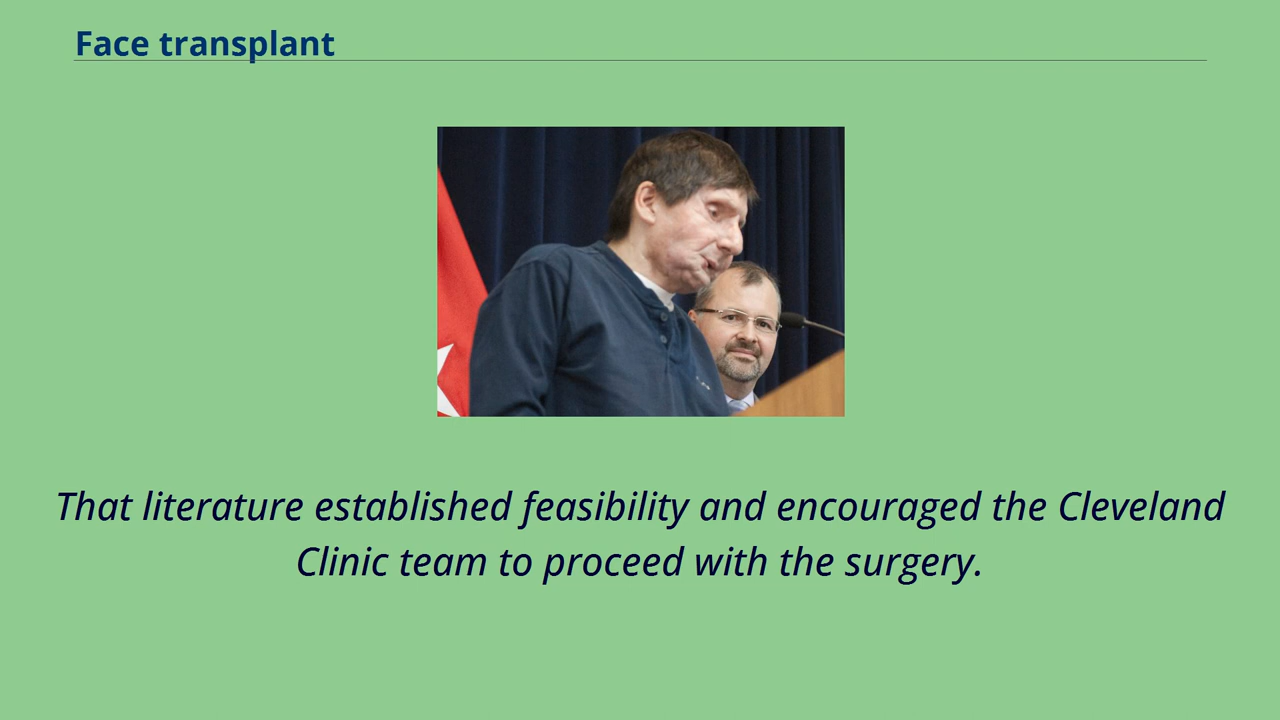 Face transplant
That literature established feasibility and encouraged the Cleveland
Clinic team to proceed with the surgery.